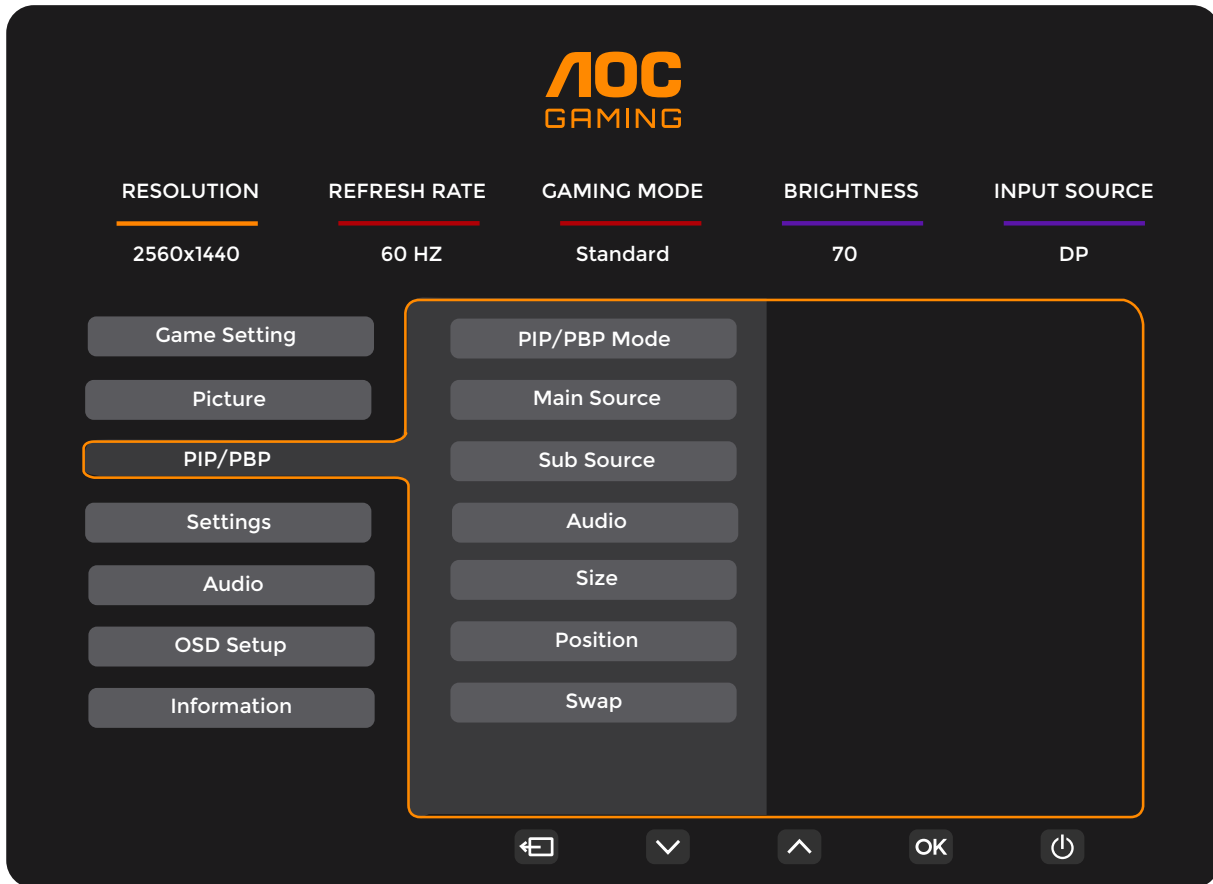 AOC
GAMING
RESOLUTION REFRESH RATE GAMING MODE BRIGHTNESS INPUT SOURCE
2560x1440 60 HZ Standard 70 DP
Game Setting
Picture
PIP/PBP
Settings
Audio
OSD Setup
Information
PIP/PBP Mode
Main Source
Sub Source
Audio
Size
Position
Swap
OK